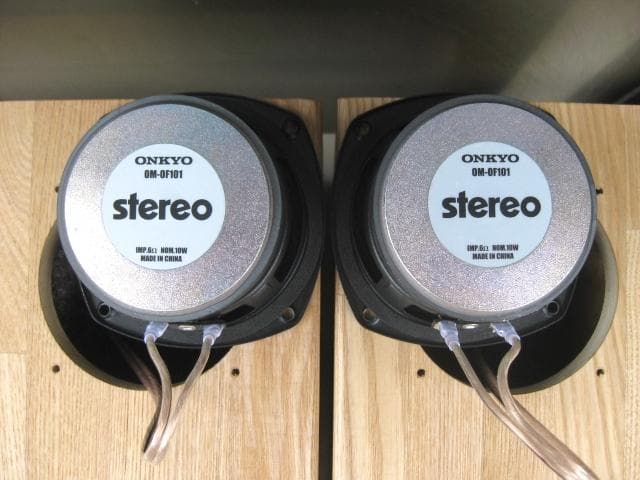 ONKYO
OM-OF101
stereo
IMP.6Ω NOM.10W
MADE IN CHINA
ONKYO
OM-OF101
stereo
IMP.6Ω NOM.10W
MADE IN CHINA